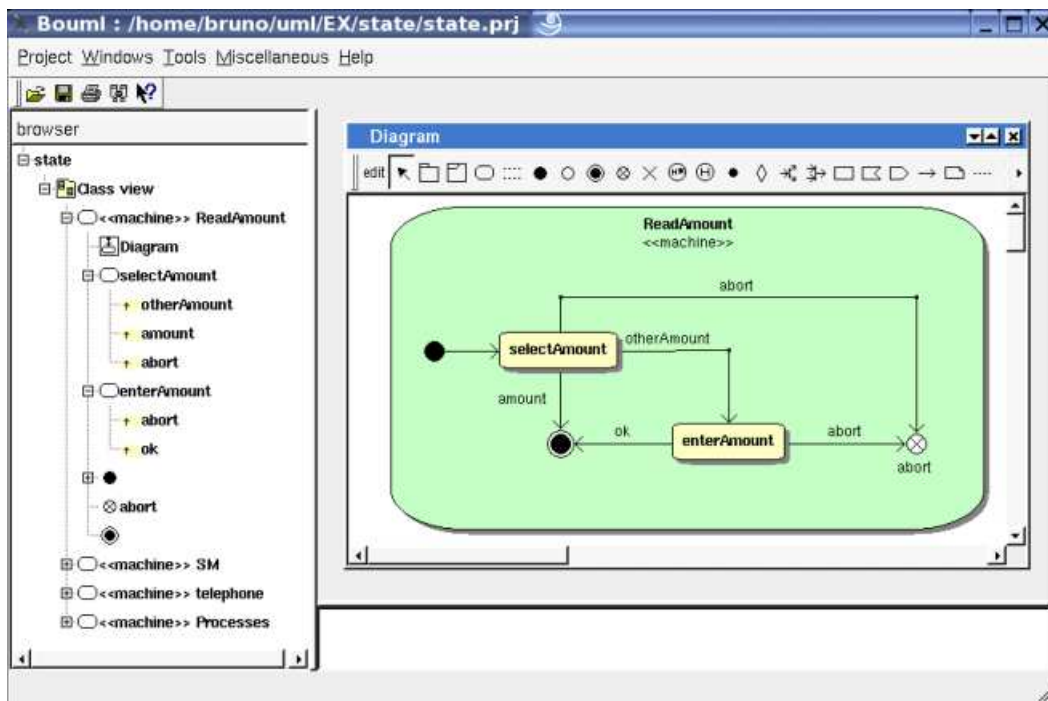 Bouml : /home/bruno/uml/EX/state/state.prj
Project Windows Tools Miscellaneous Help
browser
state
Class view
<<machine>> ReadAmount
Diagram
selectAmount
otherAmount
amount
abort
enterAmount
abort
ok
abort
<<machine>> SM
<<machine>> telephone
<<machine>> Processes
Diagram
edit
ReadAmount
<<machine>>
abort
selectAmount
otherAmount
amount
ok
enterAmount
abort
abort